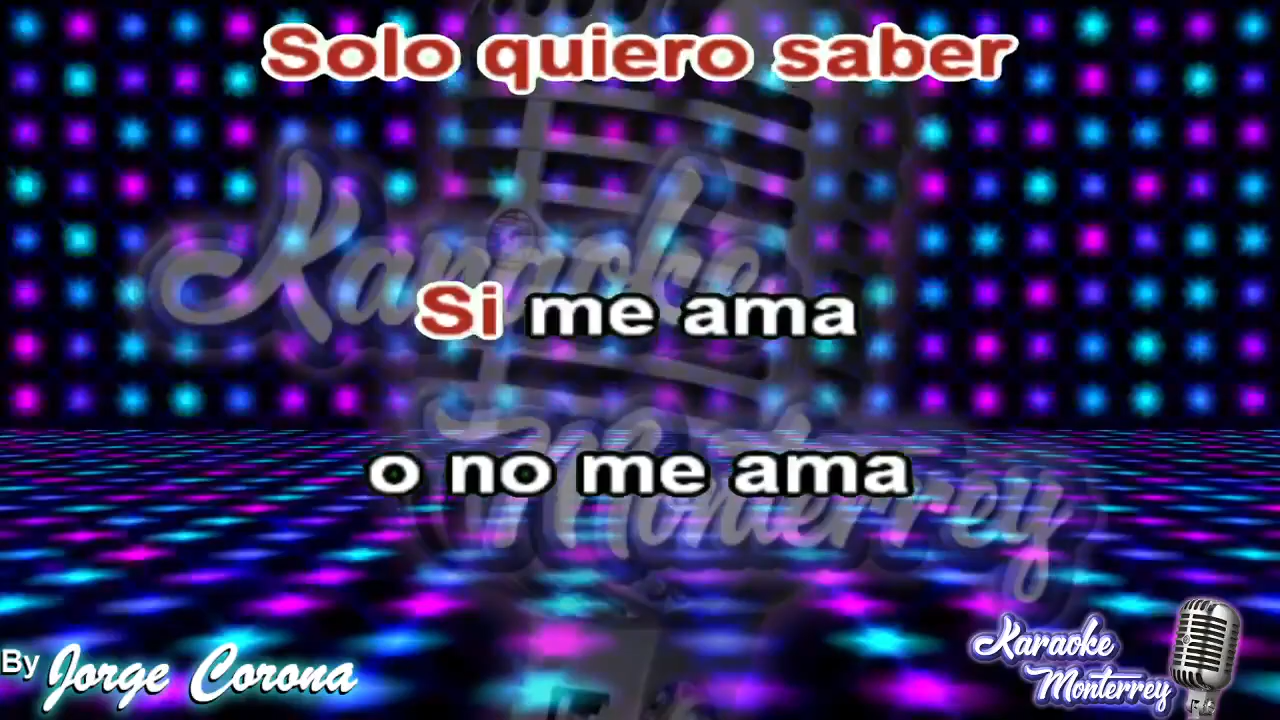 Solo quiero saber
Karaoke
Si me ama
o no me ama
Monterrey
By Jorge Corona
Karaoke
Monterrey